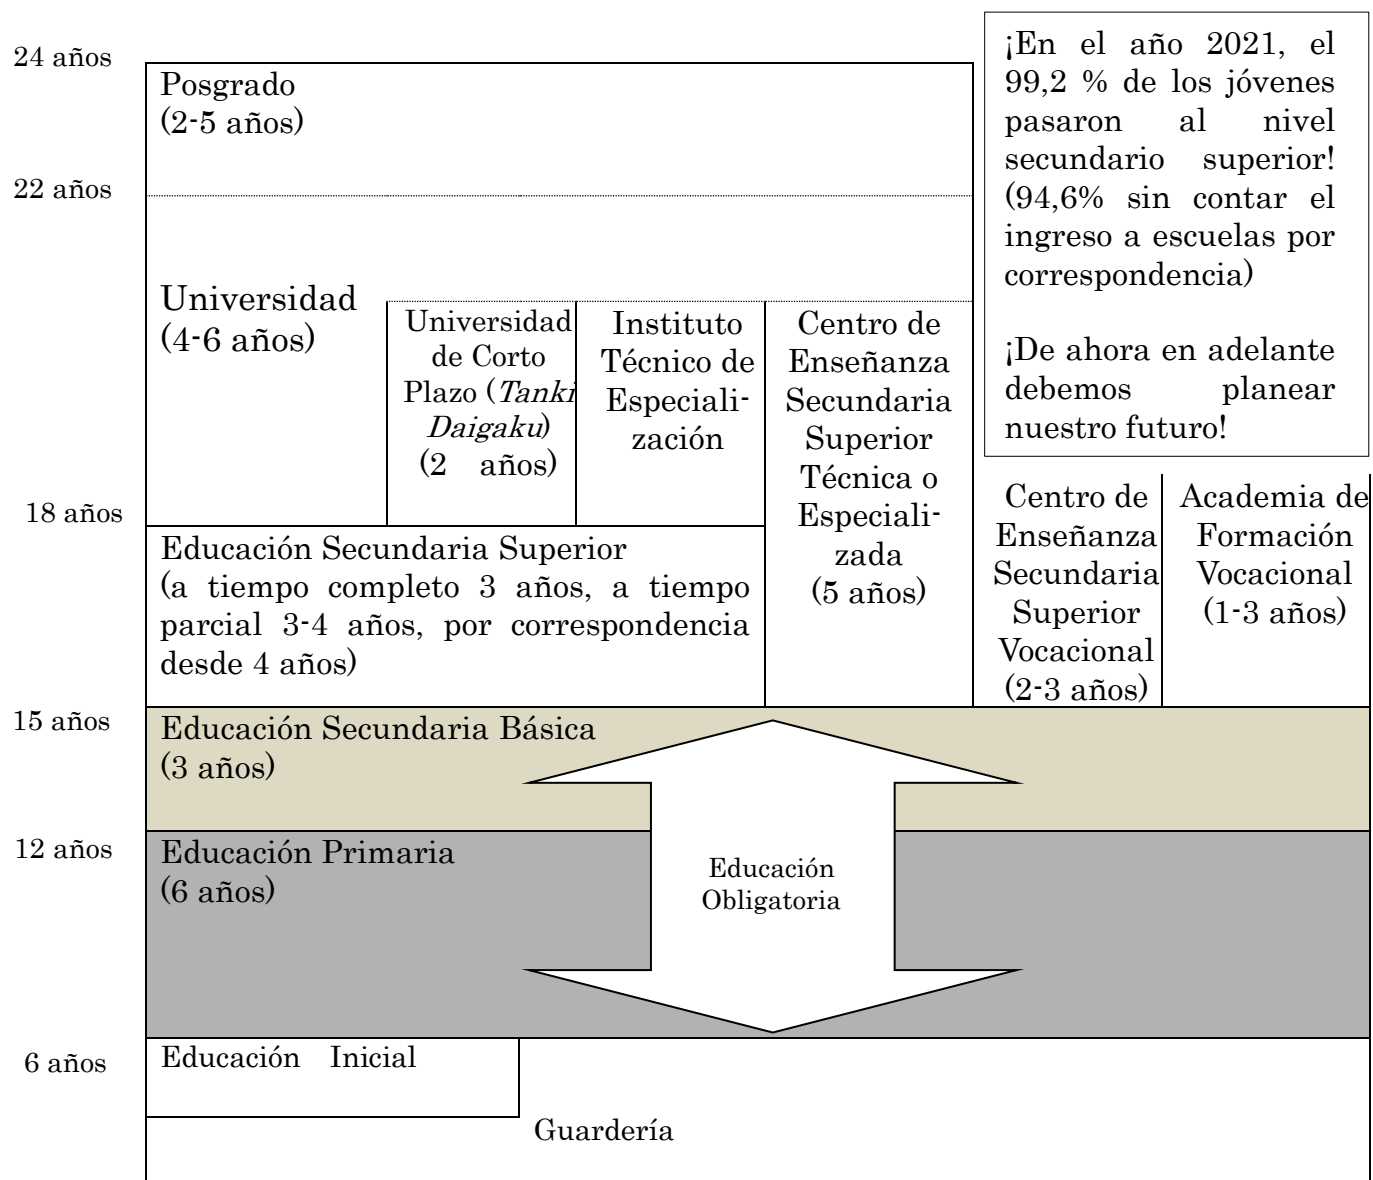 24 años
Posgrado
(2-5 años)
¡En el año 2021, el
99,2 % de los jóvenes
pasaron al nivel
secundario superior!
(94,6% sin contar el
ingreso a escuelas por
correspondencia)
¡De ahora en adelante
debemos planear
nuestro futuro!
22 años
Universidad
(4-6 años)
Universidad
de Corto
Plazo (Tanki
Daigaku)
(2 años)
Instituto
Técnico de
Especiali-
zación
Centro de
Enseñanza
Secundaria
Superior
Técnica o
Especiali-
zada
(5 años)
Centro de
Enseñanza
Secundaria
Superior
Vocacional
(2-3 años)
Academia de
Formación
Vocacional
(1-3 años)
18 años
Educación Secundaria Superior
(a tiempo completo 3 años, a tiempo
parcial 3-4 años, por correspondencia
desde 4 años)
15 años
Educación Secundaria Básica
(3 años)
12 años
Educación Primaria
(6 años)
Educación
Obligatoria
6 años
Educación Inicial
Guardería